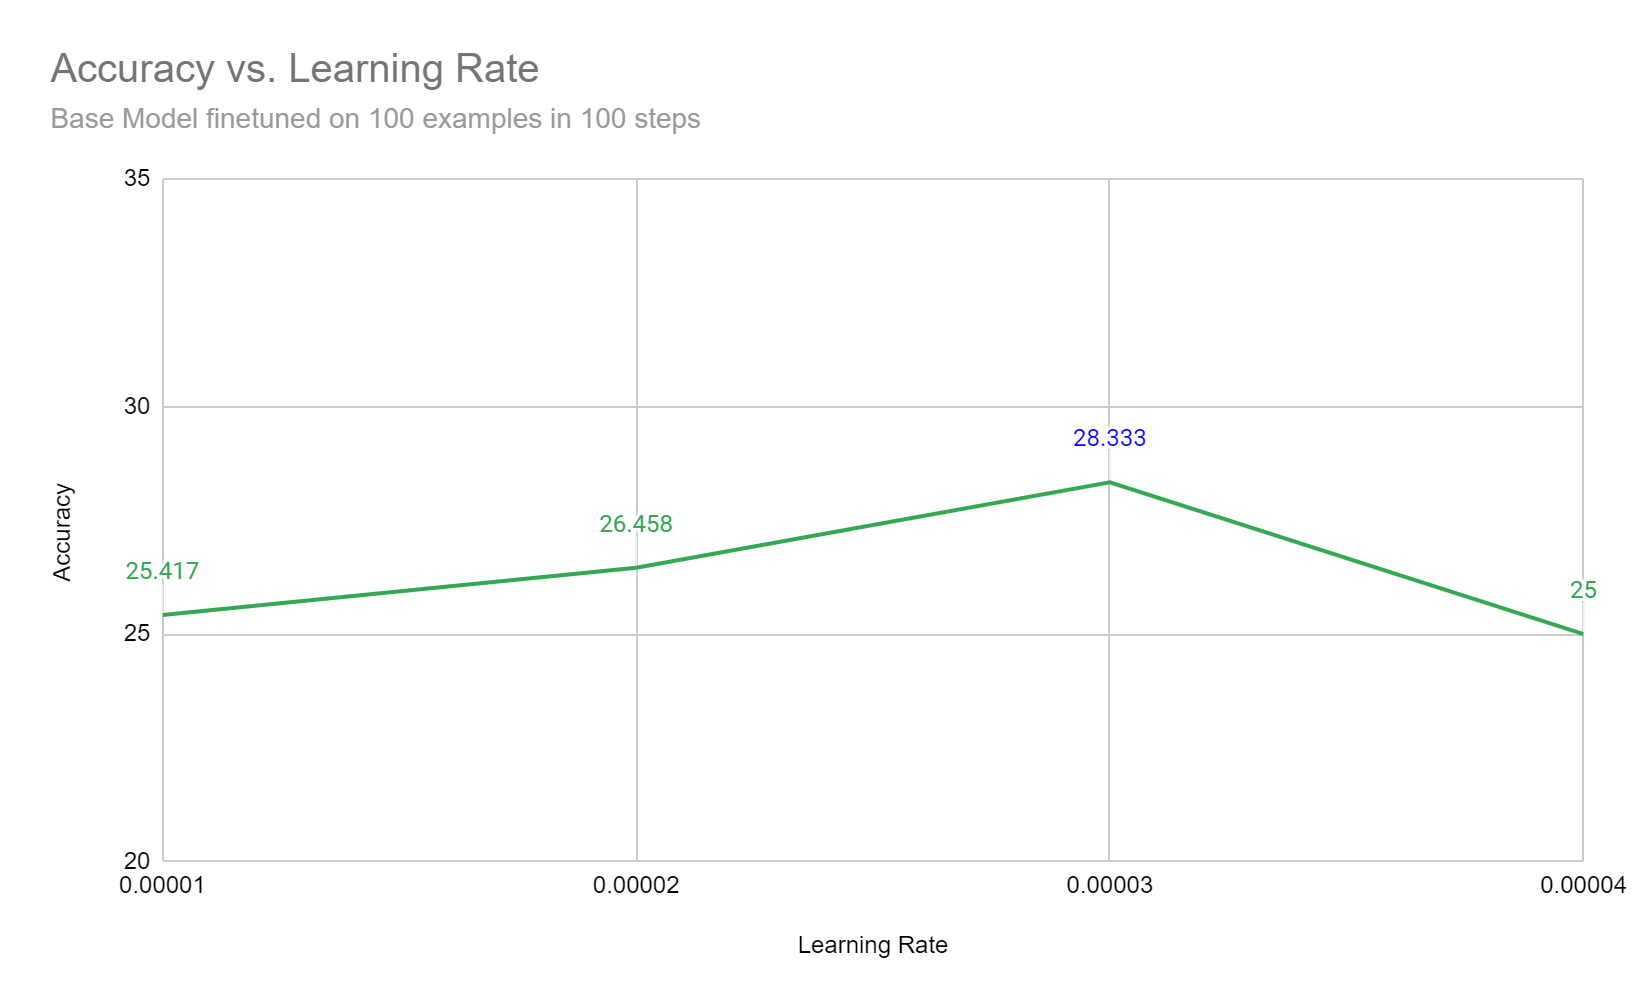 Accuracy vs. Learning Rate
Base Model finetuned on 100 examples in 100 steps
35
30
28.333
26.458
25.417
25
25
20
0.00001 0.00002 0.00003 0.00004
Accuracy
Learning Rate